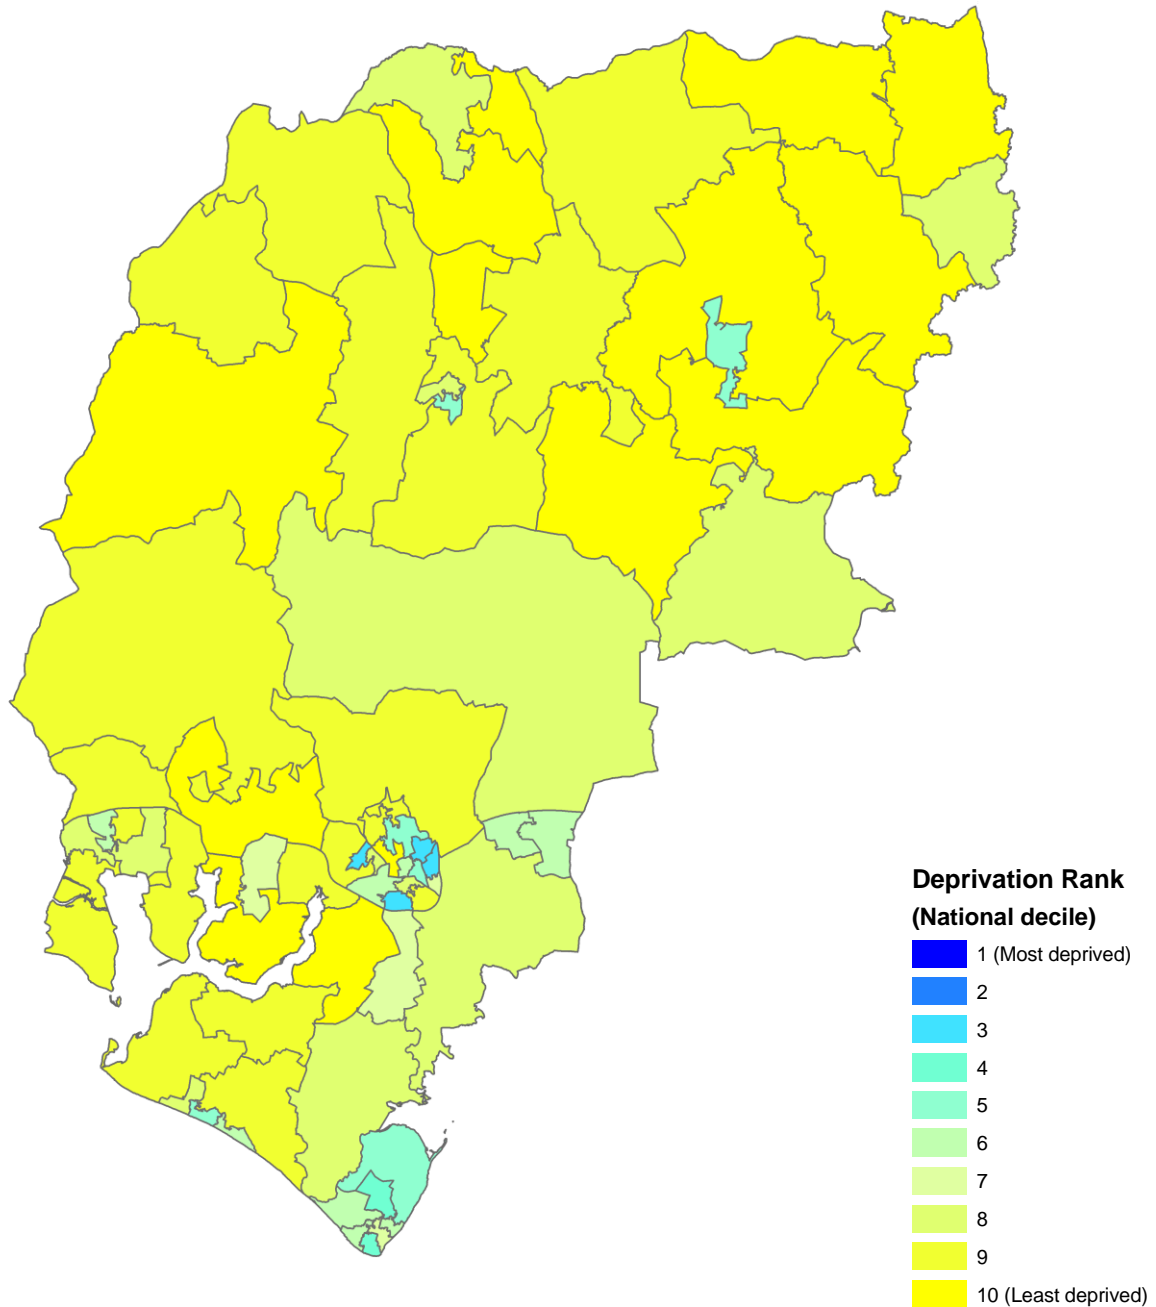 Deprivation Rank
(National decile)
1 (Most deprived)
2
3
4
5
6
7
8
9
10 (Least deprived)